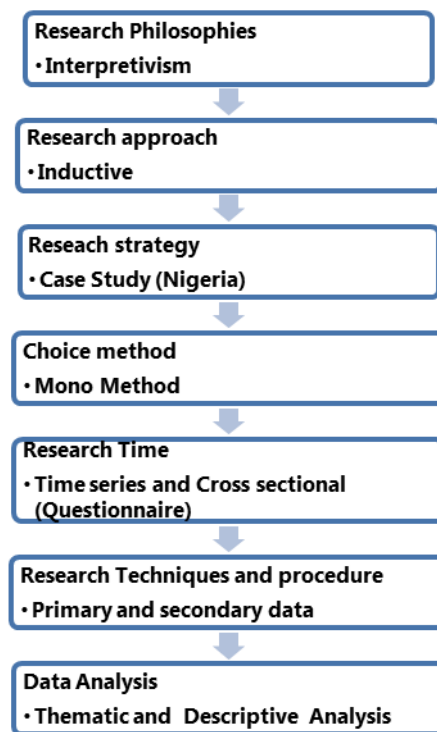 Research Philosophies
• Interpretivism
Research approach
• Inductive
Reseach strategy
• Case Study (Nigeria)
Choice method
• Mono Method
Research Time
• Time series and Cross sectional
(Questionnaire)
Research Techniques and procedure
• Primary and secondary data
Data Analysis
• Thematic and Descriptive Analysis